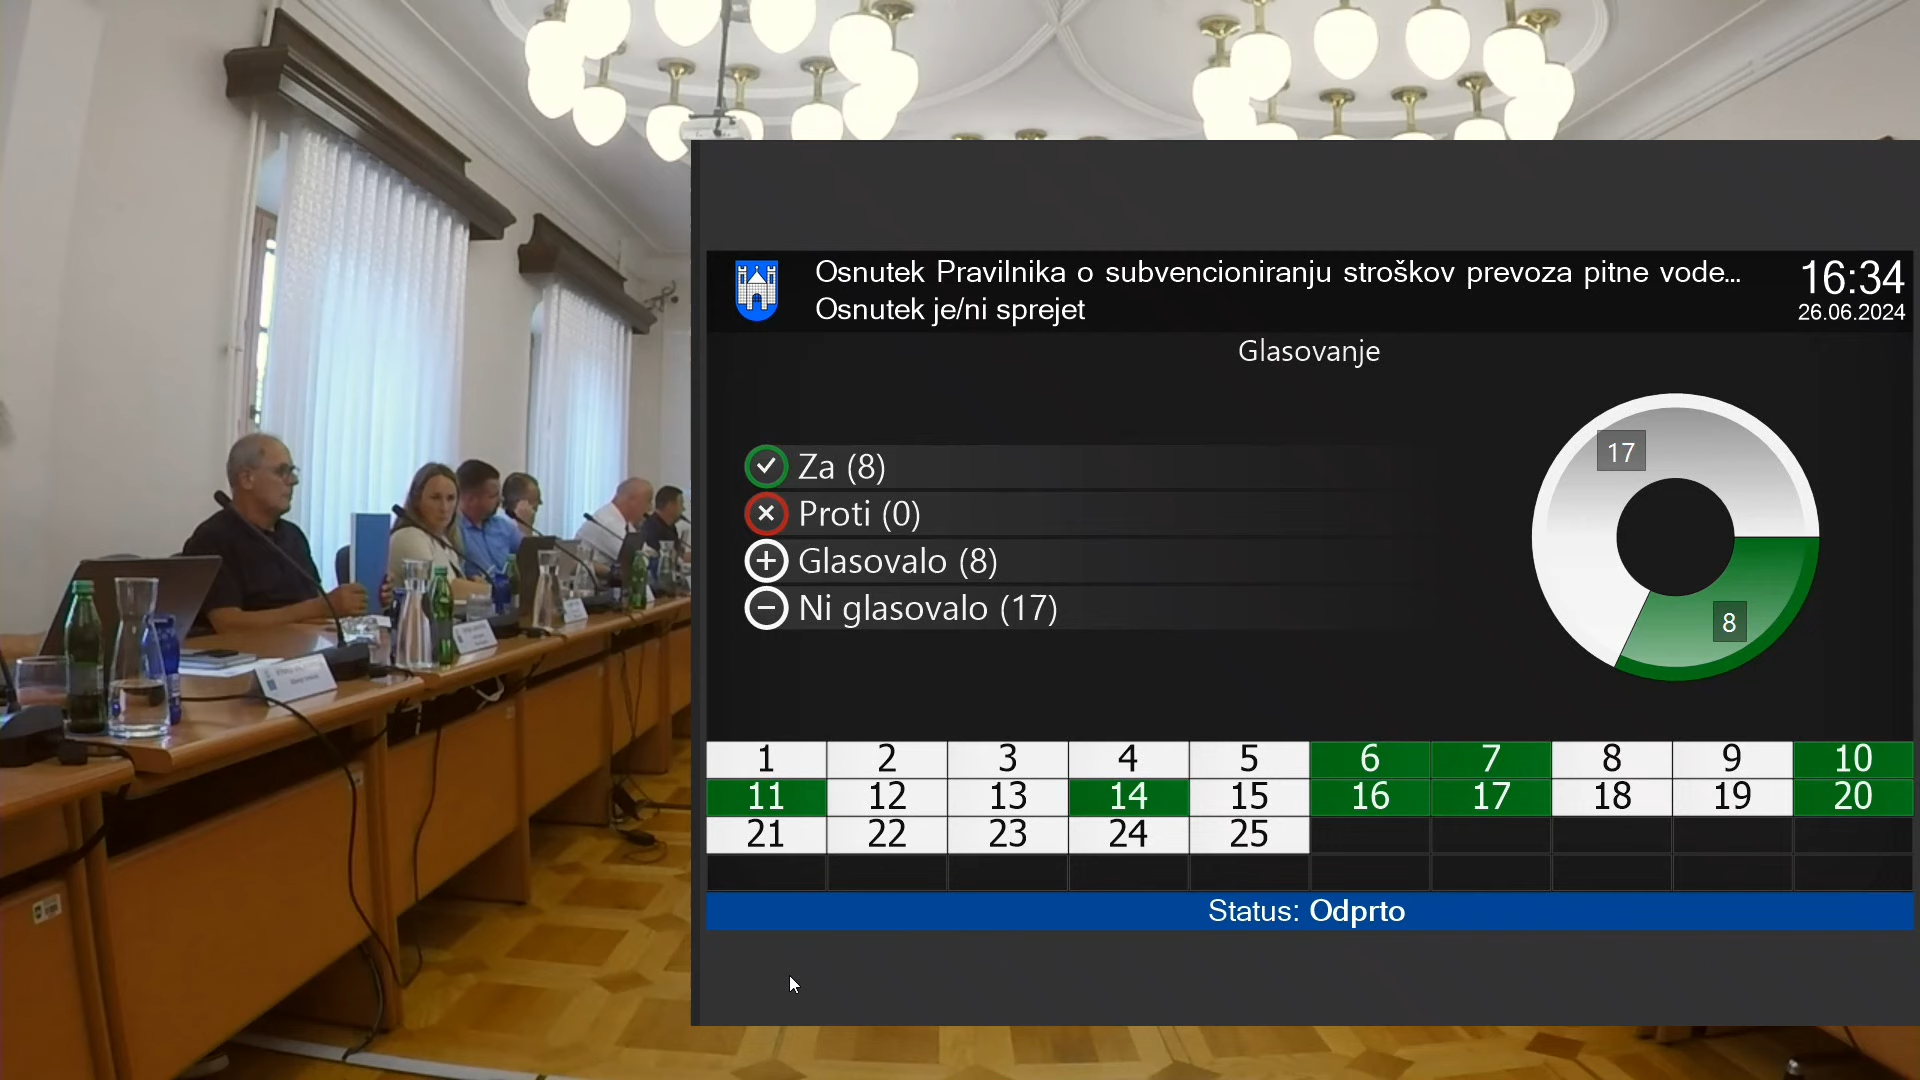 Osnutek Pravilnika o subvencioniranju stroškov prevoza pitne vode...
Osnutek je/ni sprejet
16:34
26.06.2024
Glasovanje
Za (8)
Proti (0)
Glasovalo (8)
Ni glasovalo (17)
17
8
1 2 3 4 5 6 7 8 9 10
11 12 13 14 15 16 17 18 19 20
21 22 23 24 25
Status: Odprto